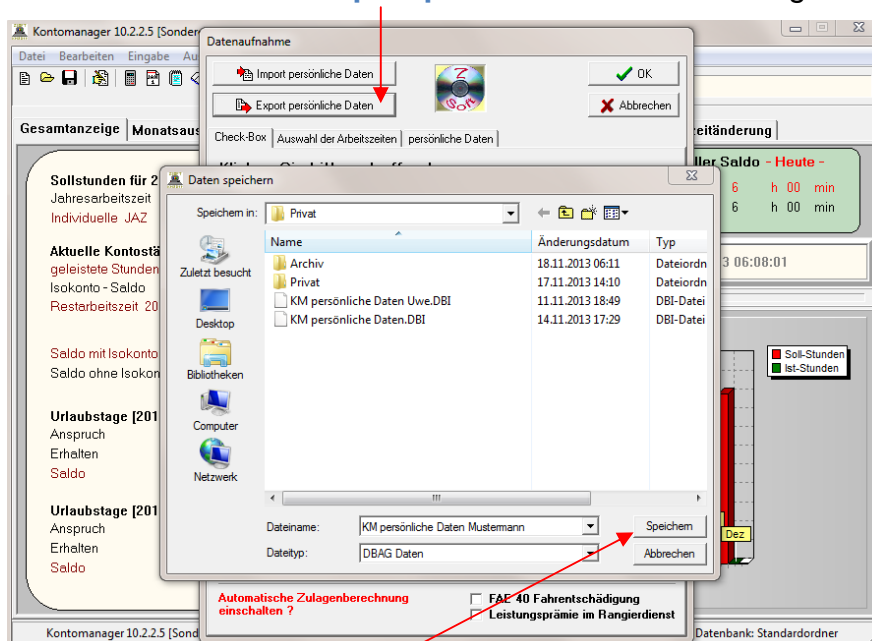 Kontomanager 10.2.2.5 [Sonder
Datei Bearbeiten Eingabe Au
Datenaufnahme
Import persönliche Daten
Export persönliche Daten
Z
Soft
OK
Abbrechen
Check-Box
Auswahl der Arbeitszeiten
persönliche Daten
Gesamtanzeige
Monatsaus
eitänderung
Sollstunden für 2
Jahresarbeitszeit
Individuelle JAZ
Aktuelle Kontostä
geleistete Stunden
Isokonto - Saldo
Restarbeitszeit 20
Saldo mit Isokonto
Saldo ohne Isokon
Urlaubstage [201
Anspruch
Erhalten
Saldo
Urlaubstage [201
Anspruch
Erhalten
Saldo
ller Saldo - Heute -
6 h 00 min
6 h 00 min
3 06:08:01
Soll-Stunden
Ist-Stunden
Dez
Daten speichern
Speichern in:
Privat
Zuletzt besucht
Desktop
Bibliotheken
Computer
Netzwerk
Name Änderungsdatum Typ
Archiv 18.11.2013 06:11 Dateiordn
Privat 17.11.2013 14:10 Dateiordn
KM persönliche Daten Uwe.DBI 11.11.2013 18:49 DBI-Datei
KM persönliche Daten.DBI 14.11.2013 17:29 DBI-Datei
Dateiname: KM persönliche Daten Mustermann
Speichern
Dateityp: DBAG Daten
Abbrechen
Automatische Zulagenberechnung
einschalten ?
FAE 40 Fahrentschädigung
Leistungsprämie im Rangierdienst
Kontomanager 10.2.2.5 [Sond
Datenbank: Standardordner